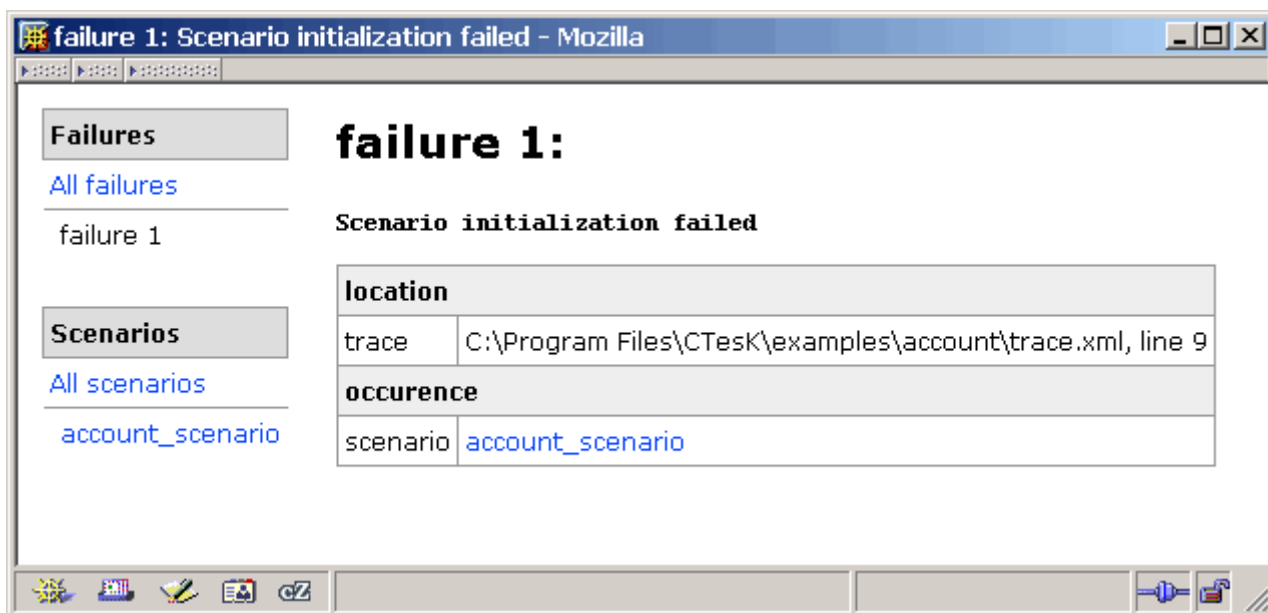 failure 1: Scenario initialization failed - Mozilla
Failures
All failures
failure 1
Scenarios
All scenarios
account_scenario
failure 1:
Scenario initialization failed
location
trace C:\Program Files\CTesK\examples\account\trace.xml, line 9
occurence
scenario account_scenario